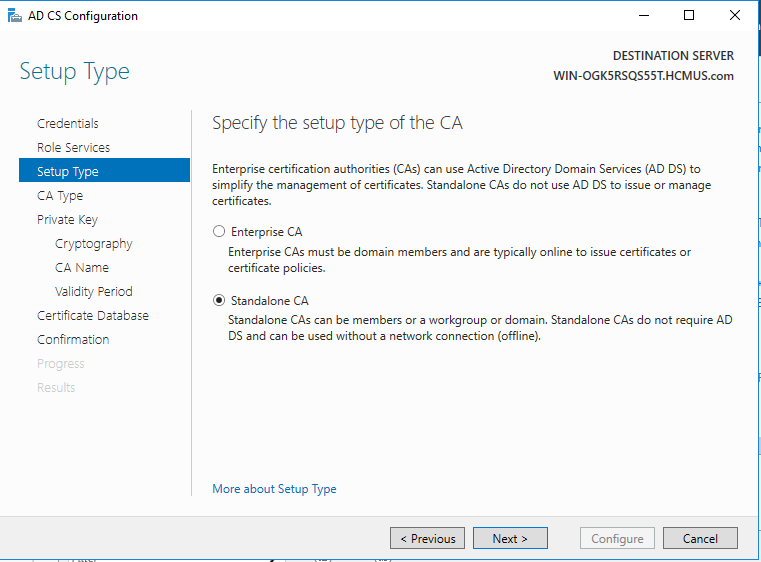 AD CS Configuration
Setup Type
DESTINATION SERVER
WIN-OGK5RSQS55T.HCMUS.com
Credentials
Role Services
Setup Type
CA Type
Private Key
Cryptography
CA Name
Validity Period
Certificate Database
Confirmation
Progress
Results
Specify the setup type of the CA
Enterprise certification authorities (CAs) can use Active Directory Domain Services (AD DS) to
simplify the management of certificates. Standalone CAs do not use AD DS to issue or manage
certificates.
Enterprise CA
Enterprise CAs must be domain members and are typically online to issue certificates or
certificate policies.
Standalone CA
Standalone CAs can be members or a workgroup or domain. Standalone CAs do not require AD
DS and can be used without a network connection (offline).
More about Setup Type
< Previous
Next >
Configure
Cancel